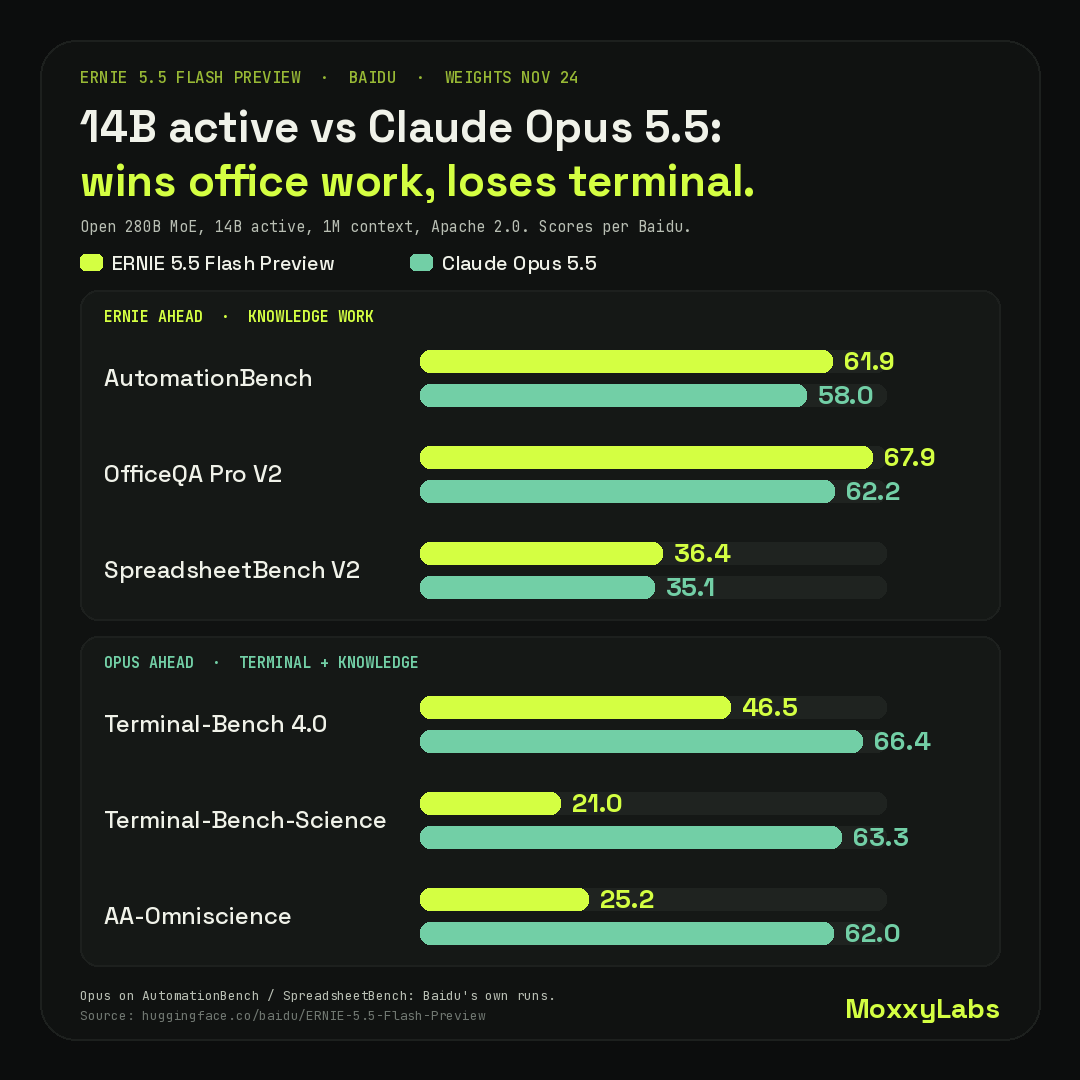 ERNIE 5.5 FLASH PREVIEW · BAIDU · WEIGHTS NOV 24
14B active vs Claude Opus 5.5:
wins office work, loses terminal.
Open 280B MoE, 14B active, 1M context, Apache 2.0. Scores per Baidu.
ERNIE 5.5 Flash Preview Claude Opus 5.5
ERNIE AHEAD · KNOWLEDGE WORK
AutomationBench
61.9
58.0
OfficeQA Pro V2
67.9
62.2
SpreadsheetBench V2
36.4
35.1
OPUS AHEAD · TERMINAL + KNOWLEDGE
Terminal-Bench 4.0
46.5
66.4
Terminal-Bench-Science
21.0
63.3
AA-Omniscience
25.2
62.0
Opus on AutomationBench / SpreadsheetBench: Baidu's own runs.
Source: huggingface.co/baidu/ERNIE-5.5-Flash-Preview
MoxxyLabs